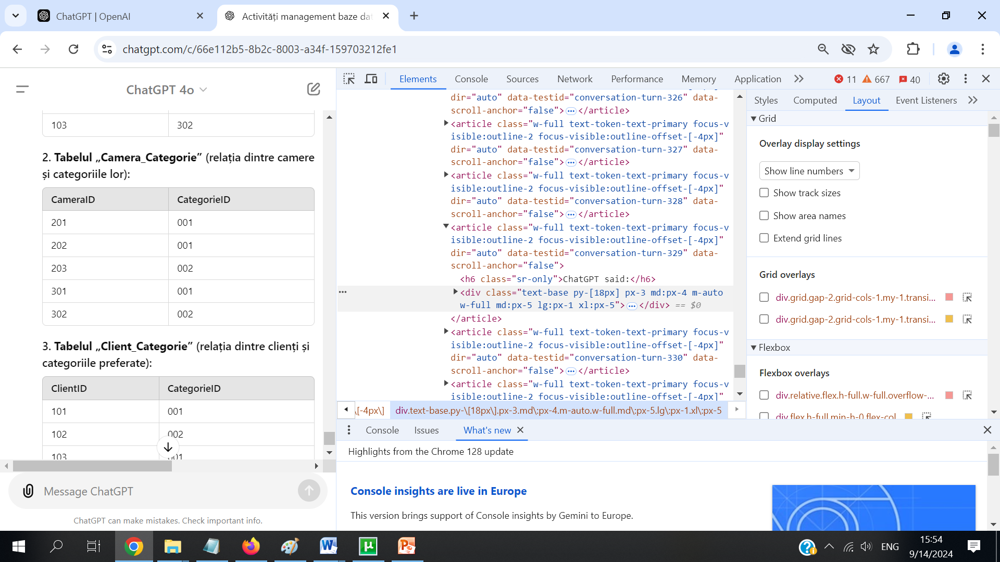 ChatGPT | OpenAI
Activități management baze dat
chatgpt.com/c/66e112b5-8b2c-8003-a34f-159703212fe1
ChatGPT 4o
103 302
2. Tabelul „Camera_Categorie” (relația dintre camere
și categoriile lor):
CameraID CategorieID
201 001
202 001
203 002
301 001
302 002
3. Tabelul „Client_Categorie” (relația dintre clienți și
categoriile preferate):
ClientID CategorieID
101 001
102 002
103 001
Message ChatGPT
ChatGPT can make mistakes. Check important info.
Elements Console Sources Network Performance Memory Application 11 667 40
dir="auto" data-testid="conversation-turn-326" data-
scroll-anchor="false">…</article>
<article class="w-full text-token-text-primary focus-v
isible:outline-2 focus-visible:outline-offset-[-4px]"
dir="auto" data-testid="conversation-turn-327" data-
scroll-anchor="false">…</article>
<article class="w-full text-token-text-primary focus-v
isible:outline-2 focus-visible:outline-offset-[-4px]"
dir="auto" data-testid="conversation-turn-328" data-
scroll-anchor="false">…</article>
<article class="w-full text-token-text-primary focus-v
isible:outline-2 focus-visible:outline-offset-[-4px]"
dir="auto" data-testid="conversation-turn-329" data-
scroll-anchor="false">
<h6 class="sr-only">ChatGPT said:</h6>
<div class="text-base py-[18px] px-3 md:px-4 m-auto
w-full md:px-5 lg:px-1 xl:px-5">…</div> == $0
</article>
<article class="w-full text-token-text-primary focus-v
isible:outline-2 focus-visible:outline-offset-[-4px]"
dir="auto" data-testid="conversation-turn-330" data-
scroll-anchor="false">…</article>
<article class="w-full text-token-text-primary focus-v
isible:outline-2 focus-visible:outline-offset-[-4px]"
\[-4px\] div.text-base.py-\[18px\].px-3.md\:px-4.m-auto.w-full.md\:px-5.lg\:px-1.xl\:px-5
Styles Computed Layout Event Listeners
Grid
Overlay display settings
Show line numbers
Show track sizes
Show area names
Extend grid lines
Grid overlays
div.grid.gap-2.grid-cols-1.my-1.transi...
div.grid.gap-2.grid-cols-1.my-1.transi...
Flexbox
Flexbox overlays
div.relative.flex.h-full.w-full.overflow-...
div.flex.h-full.min-h-0.flex-col
Console Issues What's new
Highlights from the Chrome 128 update
Console insights are live in Europe
This version brings support of Console insights by Gemini to Europe.
ENG
15:54
9/14/2024